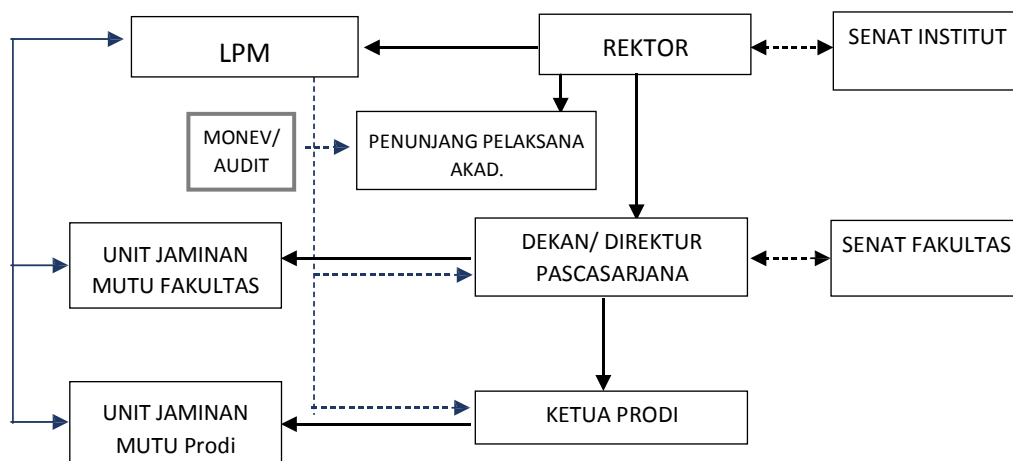 LPM
REKTOR
SENAT INSTITUT
MONEV/
AUDIT
PENUNJANG PELAKSANA
AKAD.
UNIT JAMINAN
MUTU FAKULTAS
DEKAN/ DIREKTUR
PASCASARJANA
SENAT FAKULTAS
UNIT JAMINAN
MUTU Prodi
KETUA PRODI